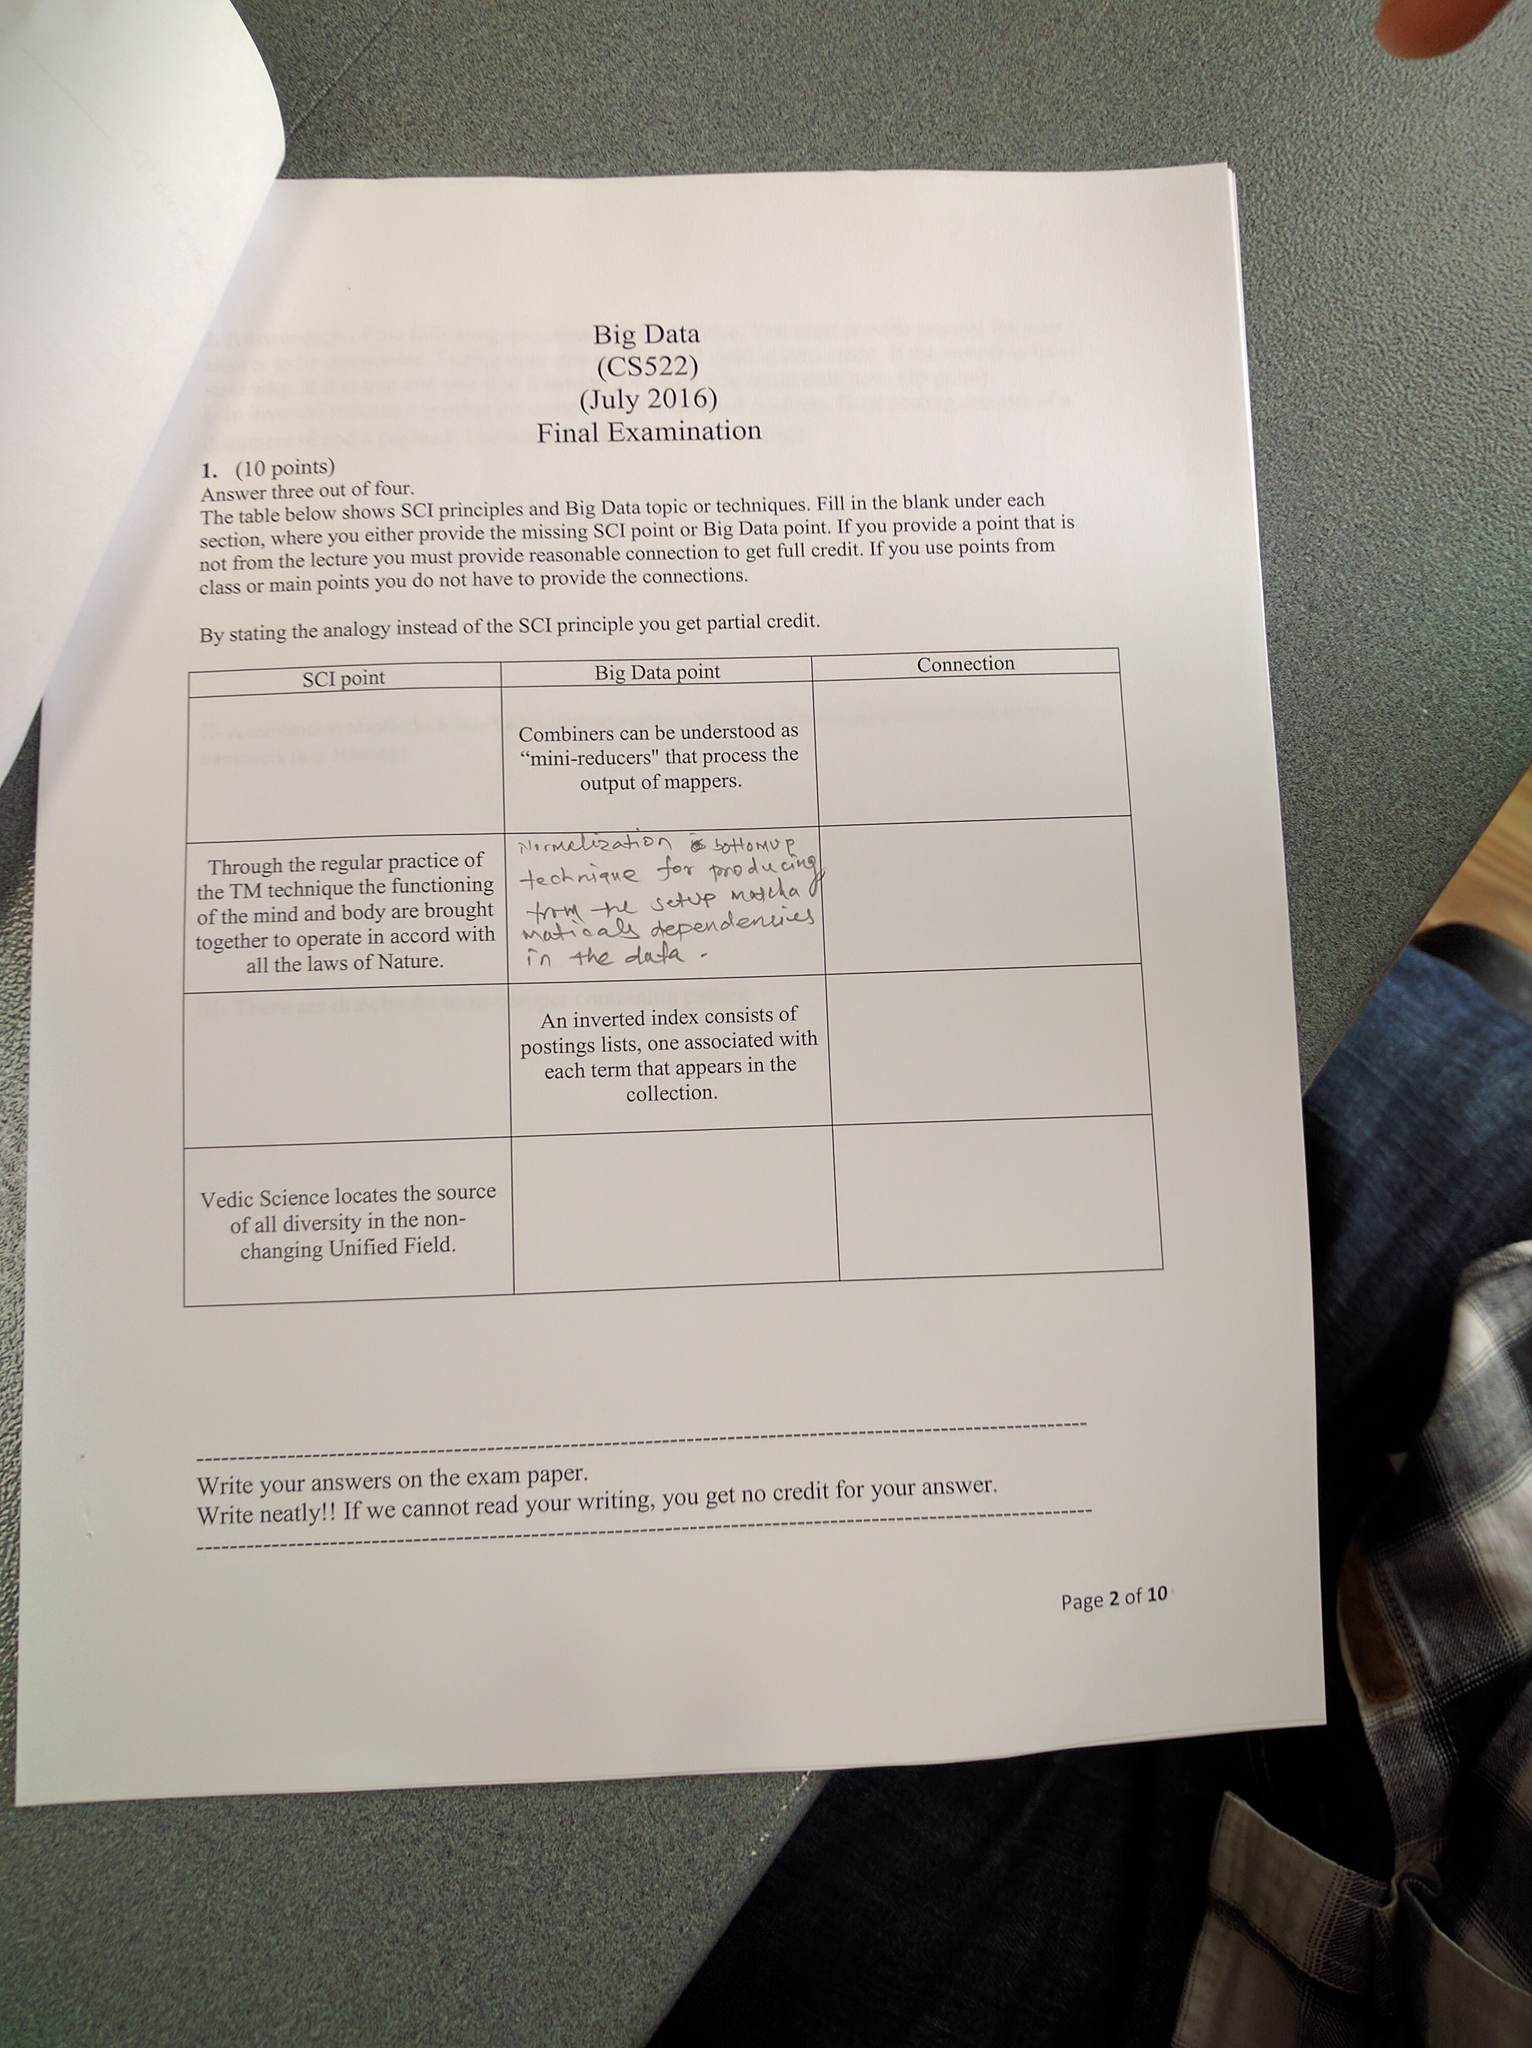 Big Data
(CS522)
(July 2016)
Final Examination
1. (10 points)
Answer three out of four.
The table below shows SCI principles and Big Data topic or techniques. Fill in the blank under each
section, where you either provide the missing SCI point or Big Data point. If you provide a point that is
not from the lecture you must provide reasonable connection to get full credit. If you use points from
class or main points you do not have to provide the connections.
By stating the analogy instead of the SCI principle you get partial credit.
SCI point
Big Data point
Connection
Combiners can be understood as
“mini-reducers" that process the
output of mappers.
Through the regular practice of
the TM technique the functioning
of the mind and body are brought
together to operate in accord with
all the laws of Nature.
Normalization is bottomup
technique for producing
from the setup matcha
maticals dependencies
in the data.
An inverted index consists of
postings lists, one associated with
each term that appears in the
collection.
Vedic Science locates the source
of all diversity in the non-
changing Unified Field.
Write your answers on the exam paper.
Write neatly!! If we cannot read your writing, you get no credit for your answer.
Page 2 of 10